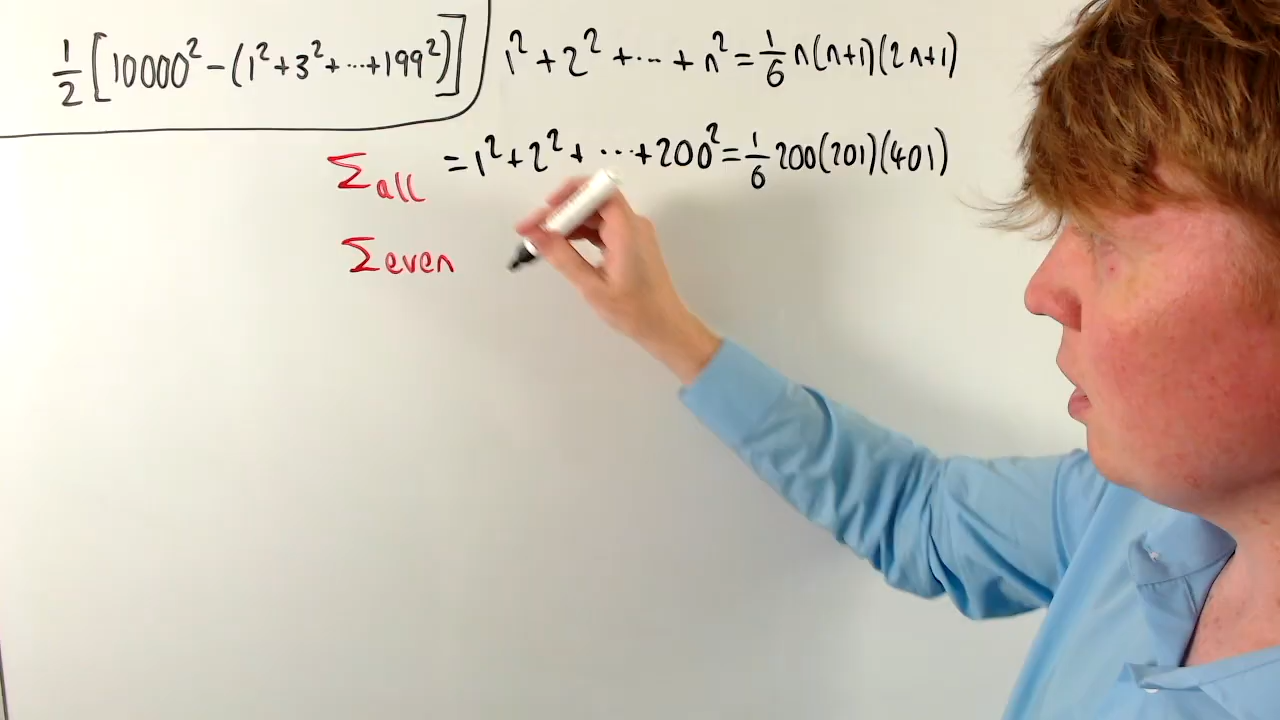 ½[10000² − (1² + 3² + ⋯ + 199²)]
1² + 2² + ⋯ + n² = 1/6 n(n+1)(2n+1)
Σall = 1² + 2² + ⋯ + 200² = 1/6 200(201)(401)
Σeven